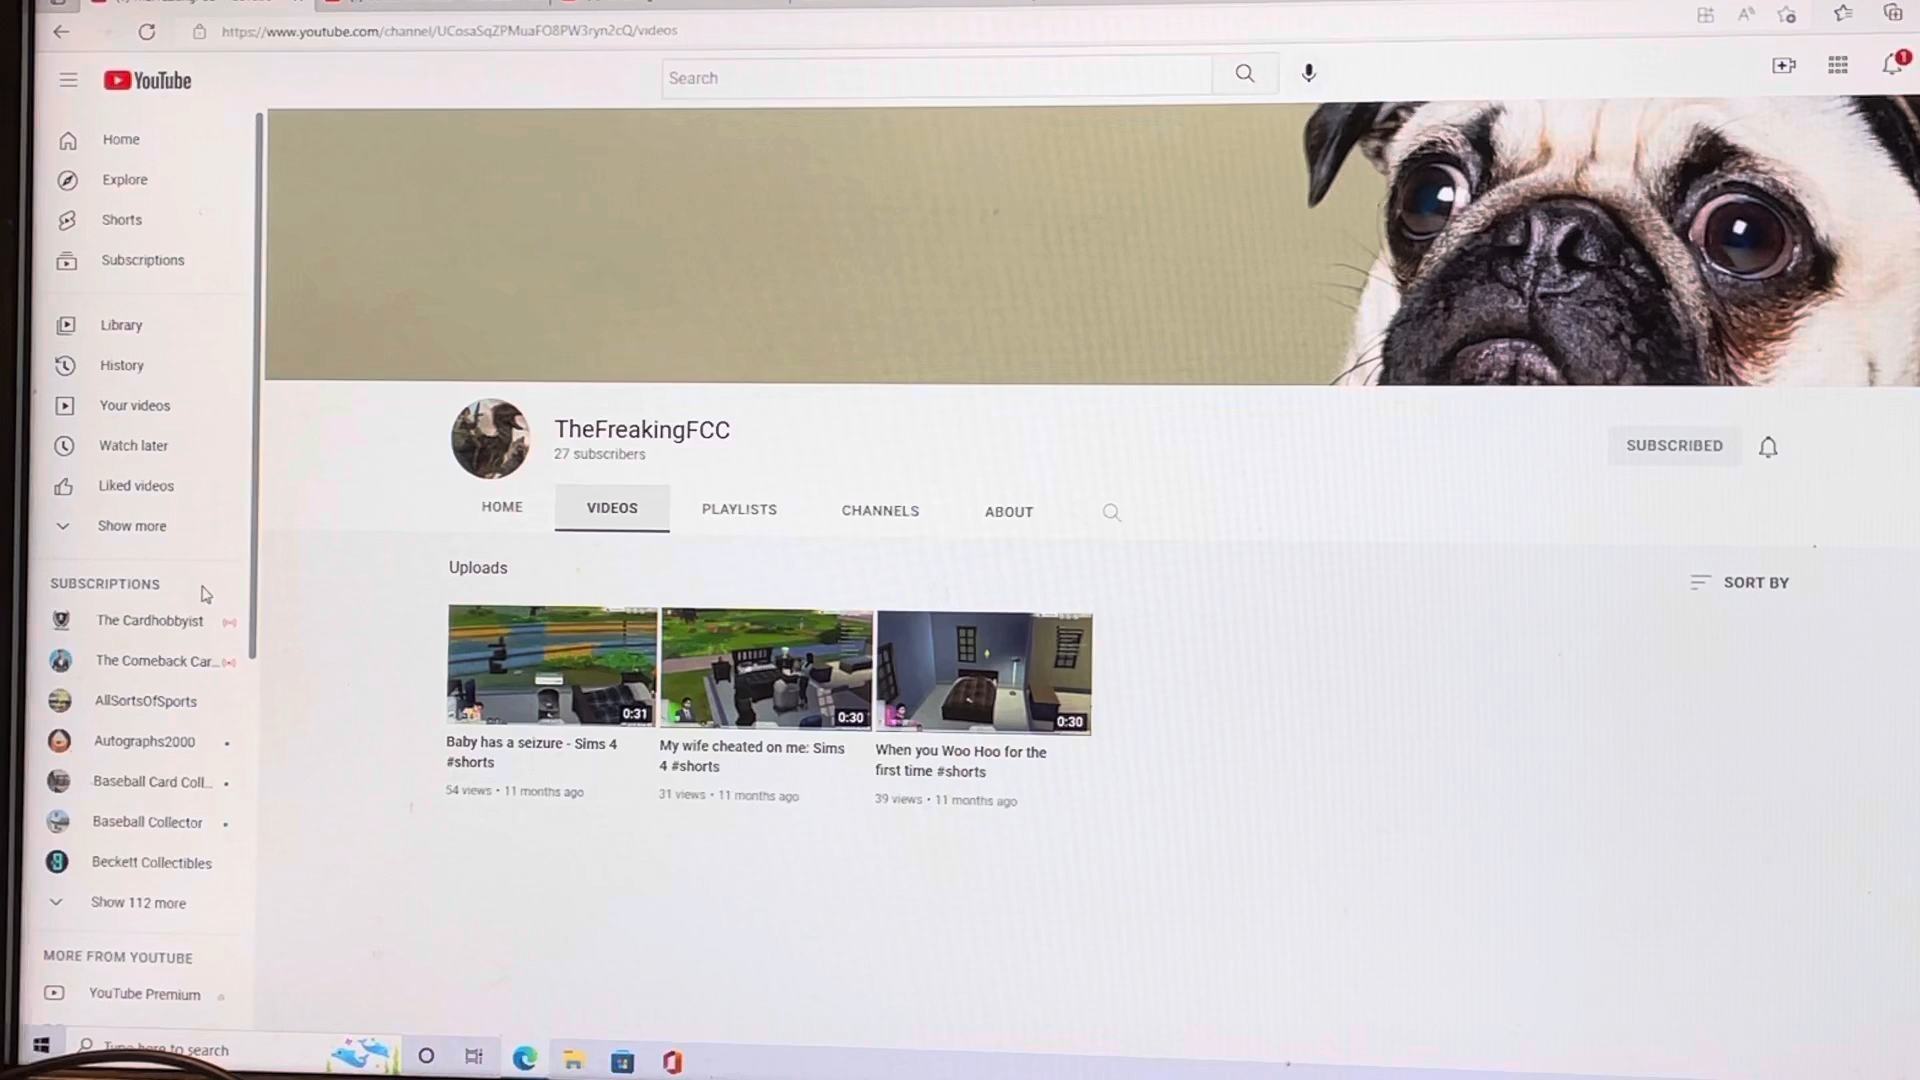 https://www.youtube.com/channel/UCosaSqZPMuaFO8PW3ryn2cQ/videos
YouTube
Search
1
Home
Explore
Shorts
Subscriptions
Library
History
Your videos
Watch later
Liked videos
Show more
SUBSCRIPTIONS
The Cardhobbyist
The Comeback Car...
AllSortsOfSports
Autographs2000
Baseball Card Coll...
Baseball Collector
Beckett Collectibles
Show 112 more
MORE FROM YOUTUBE
YouTube Premium
TheFreakingFCC
27 subscribers
SUBSCRIBED
HOME VIDEOS PLAYLISTS CHANNELS ABOUT
Uploads
SORT BY
0:31
Baby has a seizure - Sims 4
#shorts
54 views • 11 months ago
0:30
My wife cheated on me: Sims
4 #shorts
31 views • 11 months ago
0:30
When you Woo Hoo for the
first time #shorts
39 views • 11 months ago
Type here to search